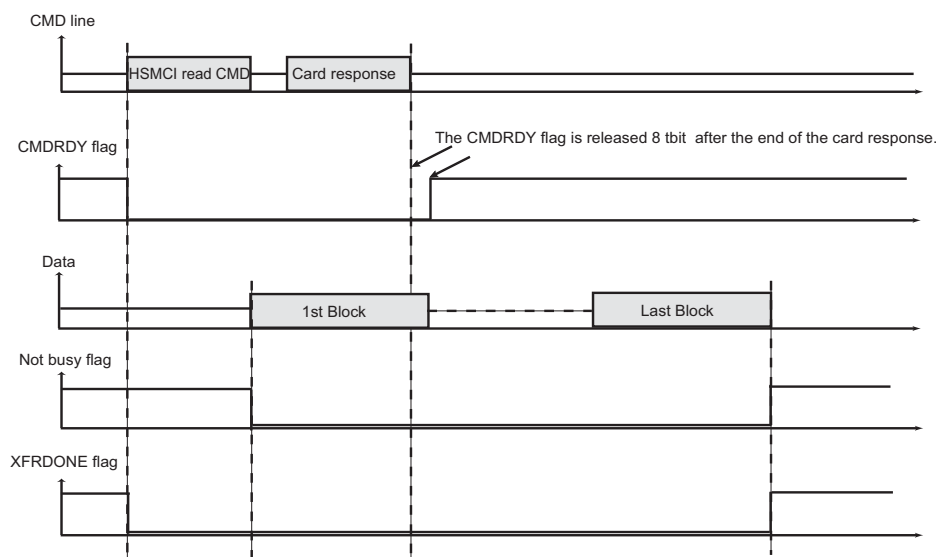 CMD line
HSMCI read CMD
Card response
The CMDRDY flag is released 8 tbit after the end of the card response.
CMDRDY flag
Data
1st Block
Last Block
Not busy flag
XFRDONE flag